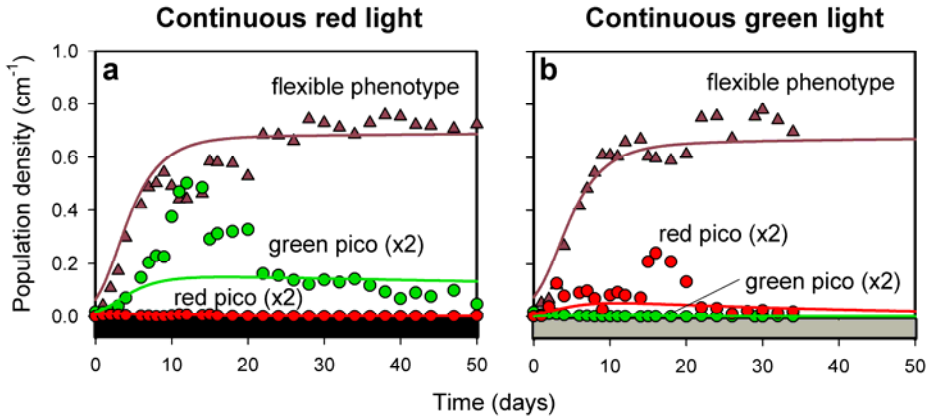 Continuous red light
Continuous green light
Population density (cm⁻¹)
1.0
0.8
0.6
0.4
0.2
0.0
a
flexible phenotype
green pico (x2)
red pico (x2)
0 10 20 30 40 50
b
flexible phenotype
red pico (x2)
green pico (x2)
0 10 20 30 40 50
Time (days)